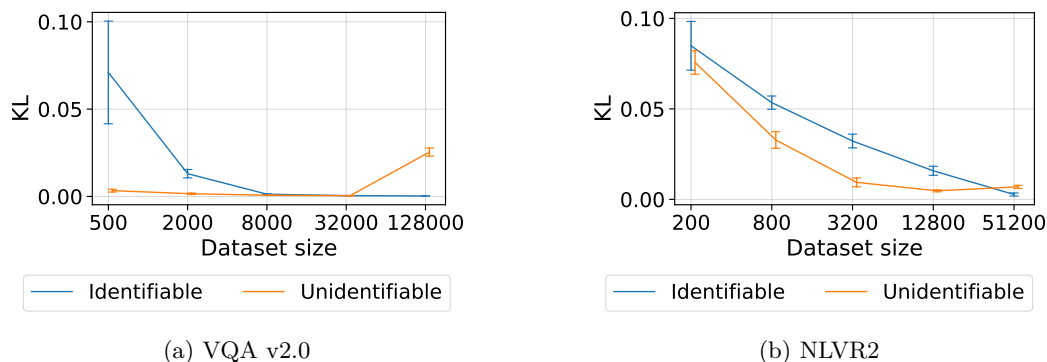 0.10
0.05
0.00
KL
500 2000 8000 32000 128000
Dataset size
Identifiable Unidentifiable
(a) VQA v2.0
0.10
0.05
0.00
KL
200 800 3200 12800 51200
Dataset size
Identifiable Unidentifiable
(b) NLVR2